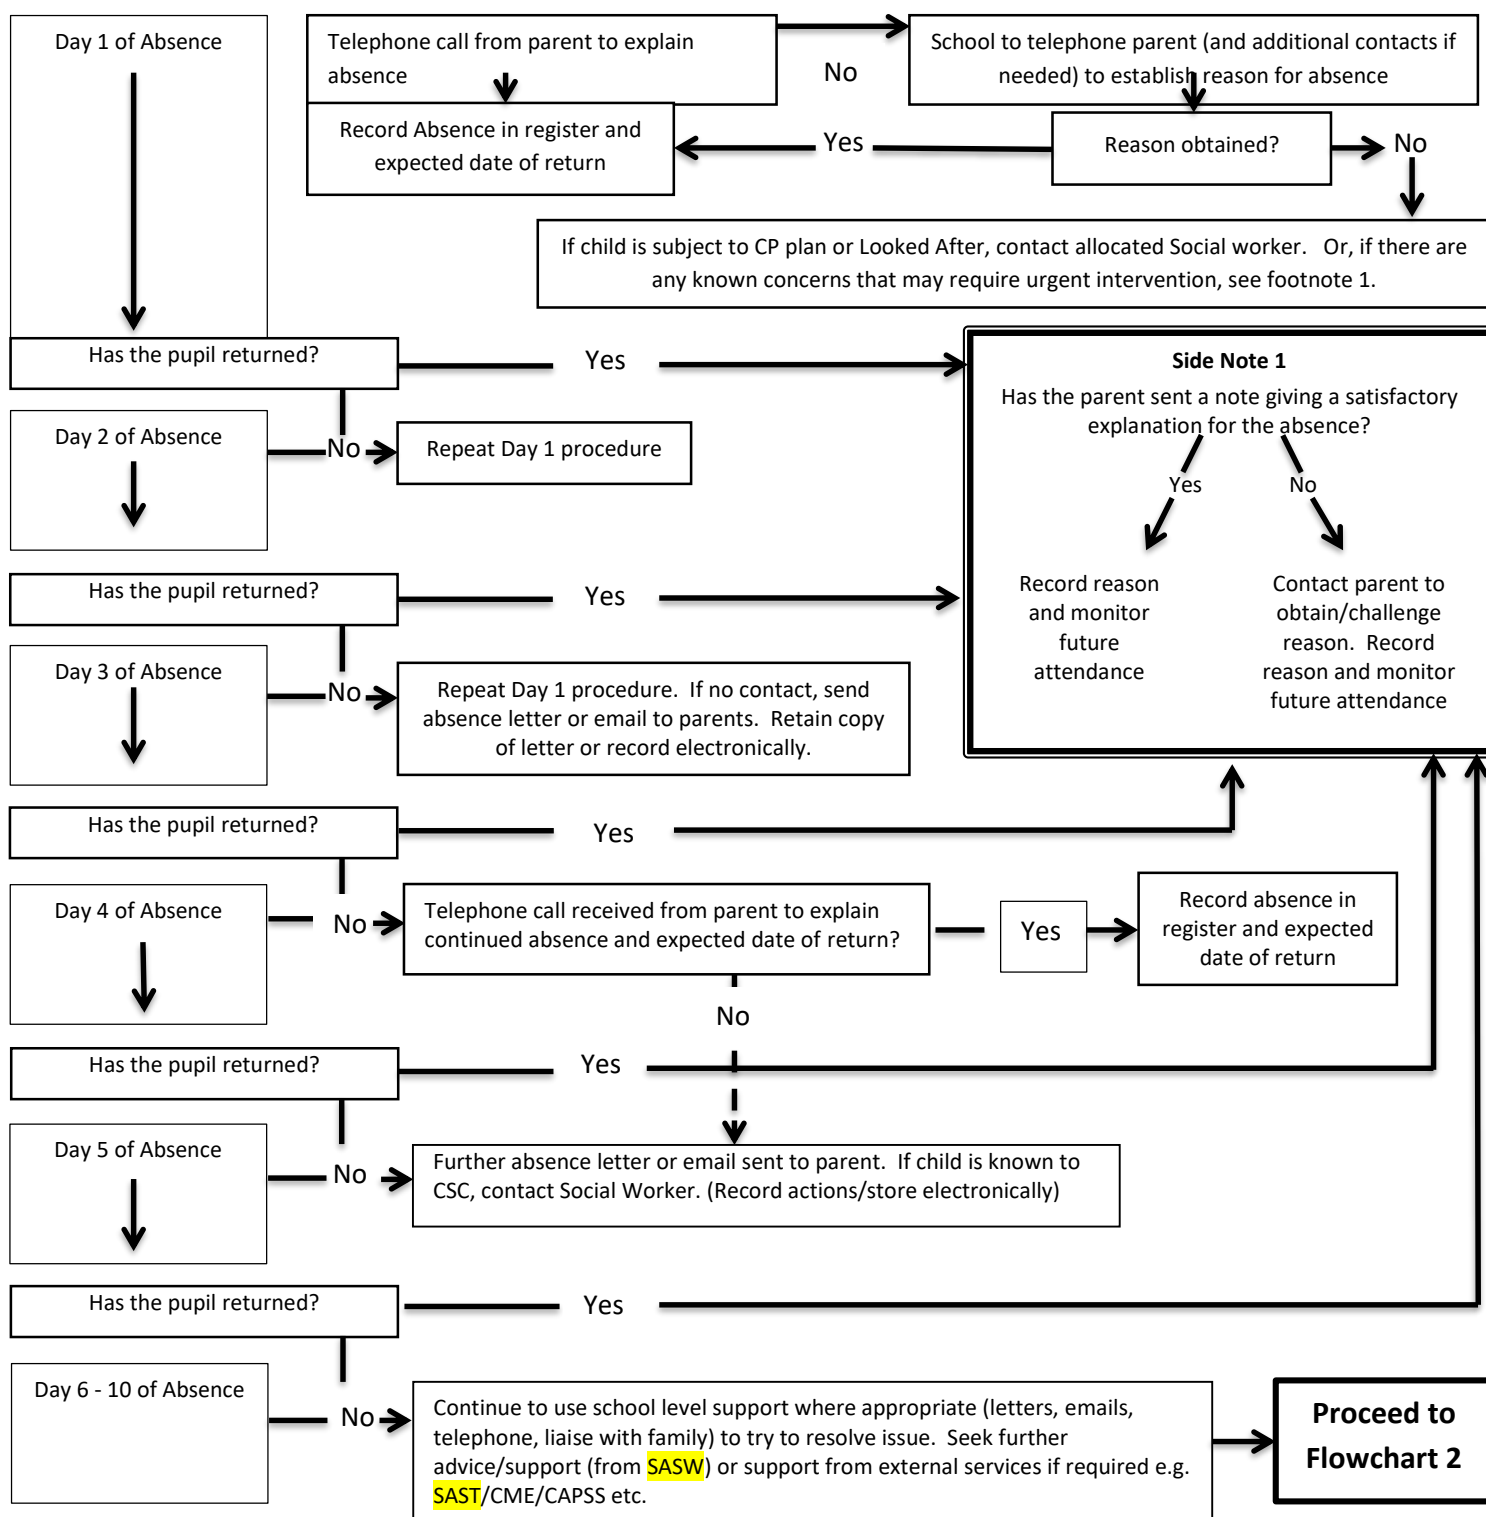 Day 1 of Absence
Telephone call from parent to explain
absence
No
School to telephone parent (and additional contacts if
needed) to establish reason for absence
Record Absence in register and
expected date of return
Yes
Reason obtained?
No
If child is subject to CP plan or Looked After, contact allocated Social worker. Or, if there are
any known concerns that may require urgent intervention, see footnote 1.
Has the pupil returned?
Yes
Side Note 1
Has the parent sent a note giving a satisfactory
explanation for the absence?
Yes
No
Record reason
and monitor
future
attendance
Contact parent to
obtain/challenge
reason. Record
reason and monitor
future attendance
Day 2 of Absence
No
Repeat Day 1 procedure
Has the pupil returned?
Yes
Day 3 of Absence
No
Repeat Day 1 procedure. If no contact, send
absence letter or email to parents. Retain copy
of letter or record electronically.
Has the pupil returned?
Yes
Day 4 of Absence
No
Telephone call received from parent to explain
continued absence and expected date of return?
Yes
Record absence in
register and expected
date of return
No
Has the pupil returned?
Yes
Day 5 of Absence
No
Further absence letter or email sent to parent. If child is known to
CSC, contact Social Worker. (Record actions/store electronically)
Has the pupil returned?
Yes
Day 6 - 10 of Absence
No
Continue to use school level support where appropriate (letters, emails,
telephone, liaise with family) to try to resolve issue. Seek further
advice/support (from SASW) or support from external services if required e.g.
SAST/CME/CAPSS etc.
Proceed to
Flowchart 2